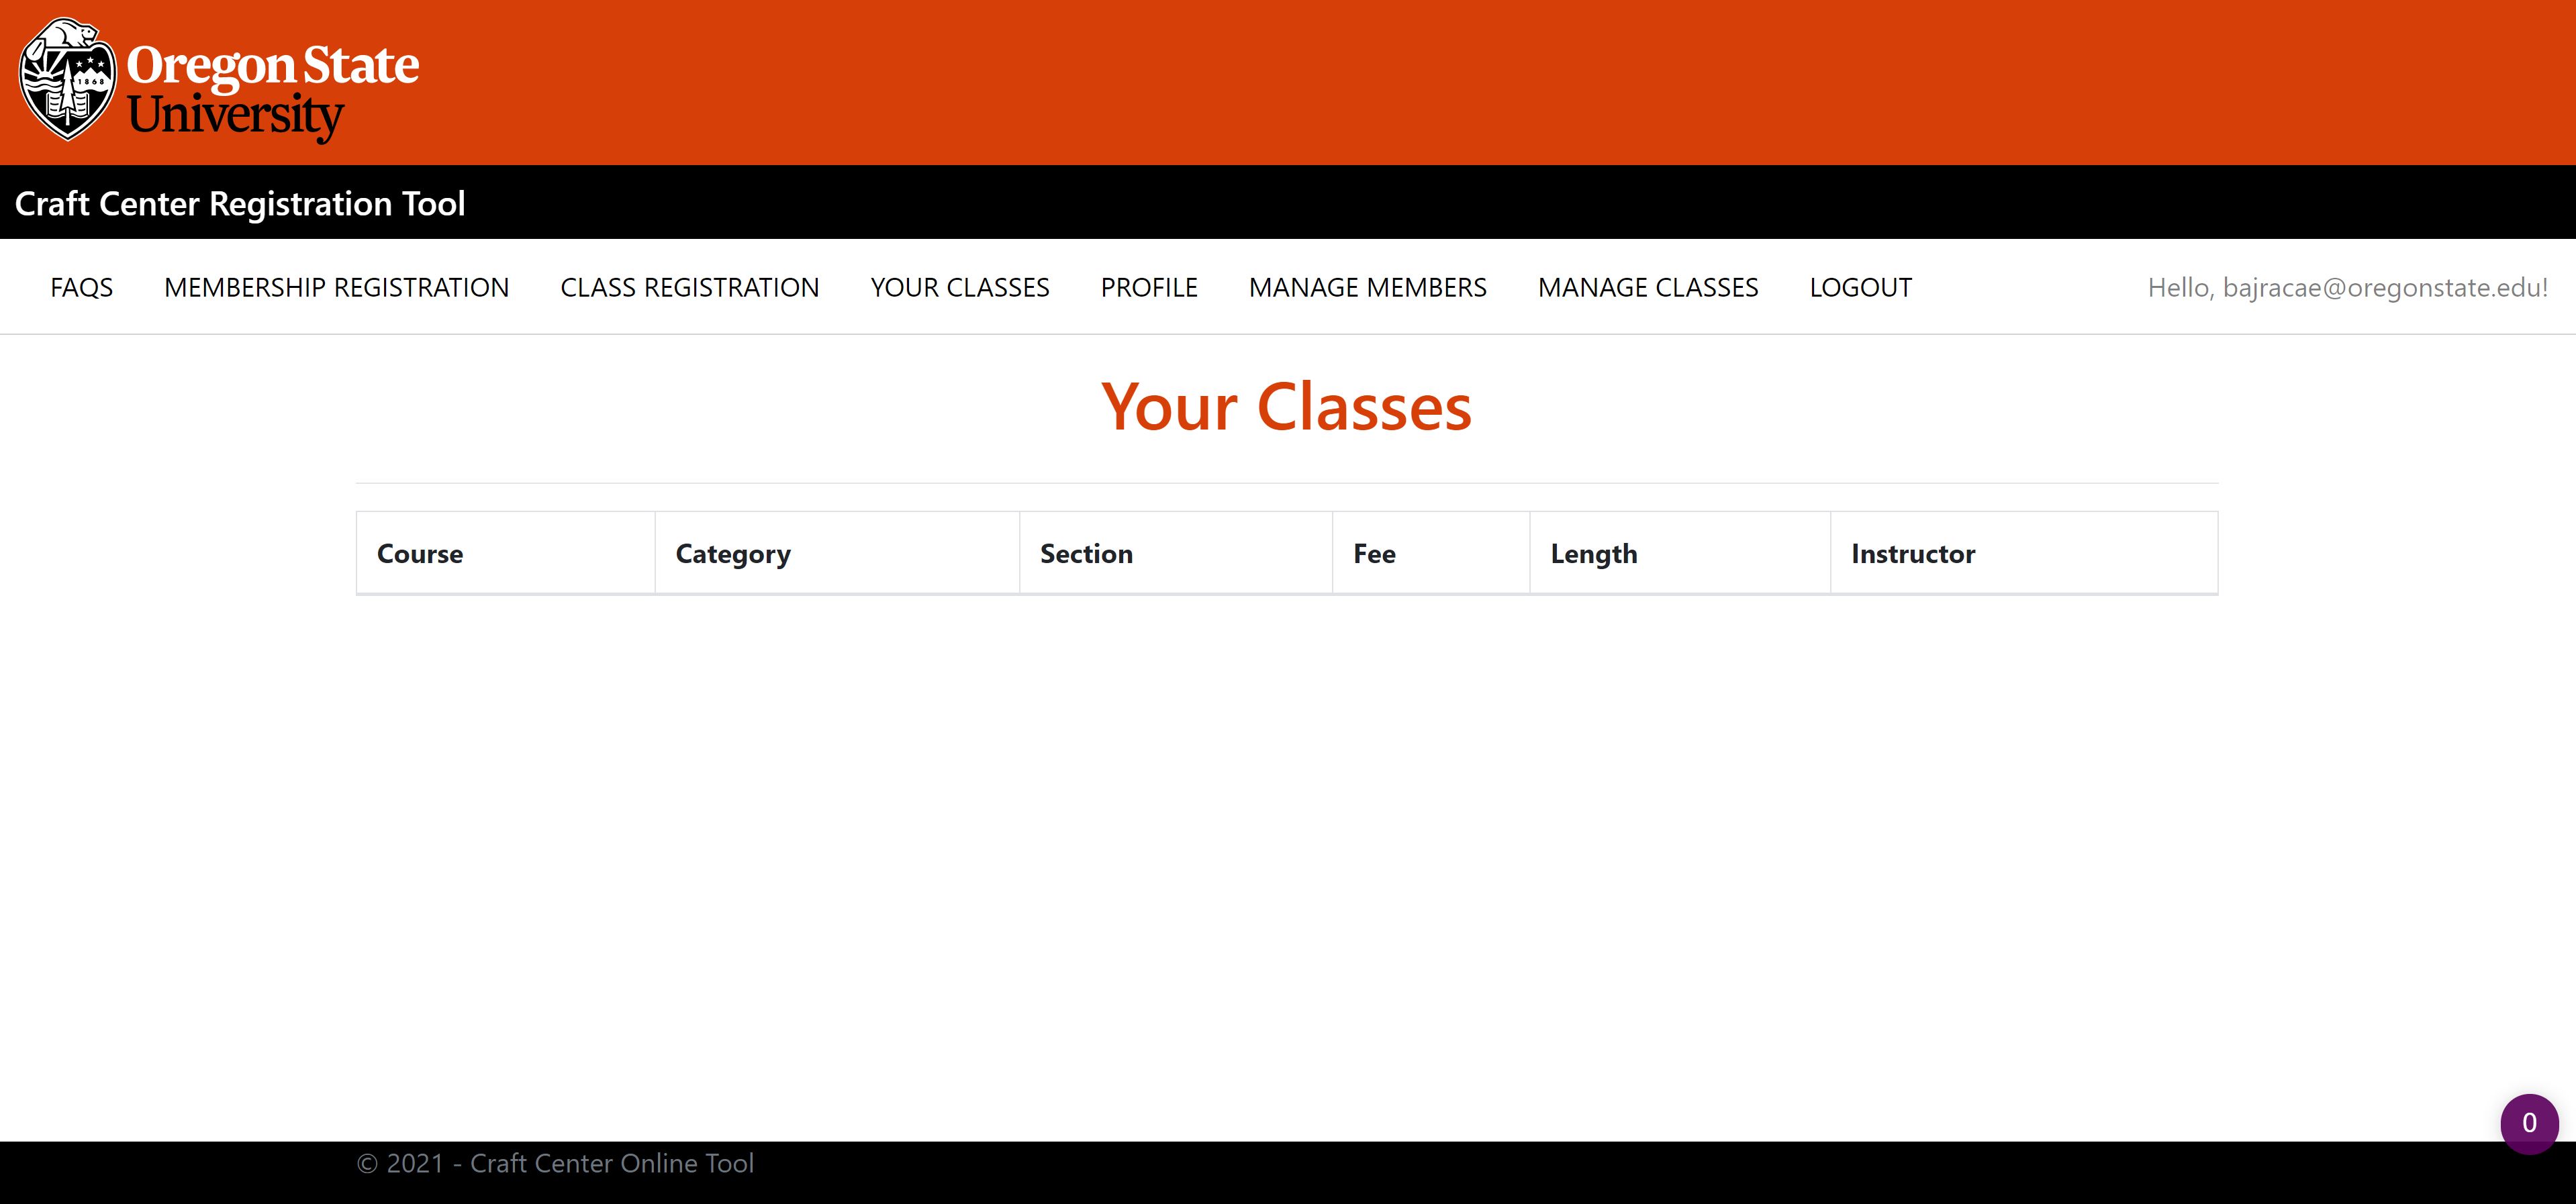 1868
Oregon State
University
Craft Center Registration Tool
FAQS MEMBERSHIP REGISTRATION CLASS REGISTRATION YOUR CLASSES PROFILE MANAGE MEMBERS MANAGE CLASSES LOGOUT Hello, bajracae@oregonstate.edu!
Your Classes
Course Category Section Fee Length Instructor
0
© 2021 - Craft Center Online Tool